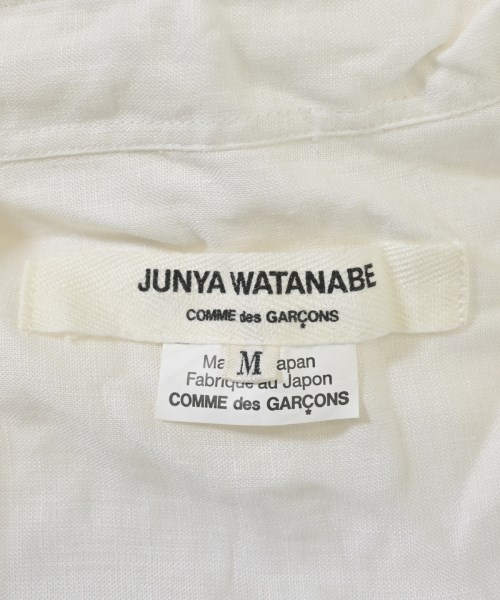 JUNYA WATANABE
COMME des GARÇONS
M
Ma apan
Fabrique au Japon
COMME des GARÇONS